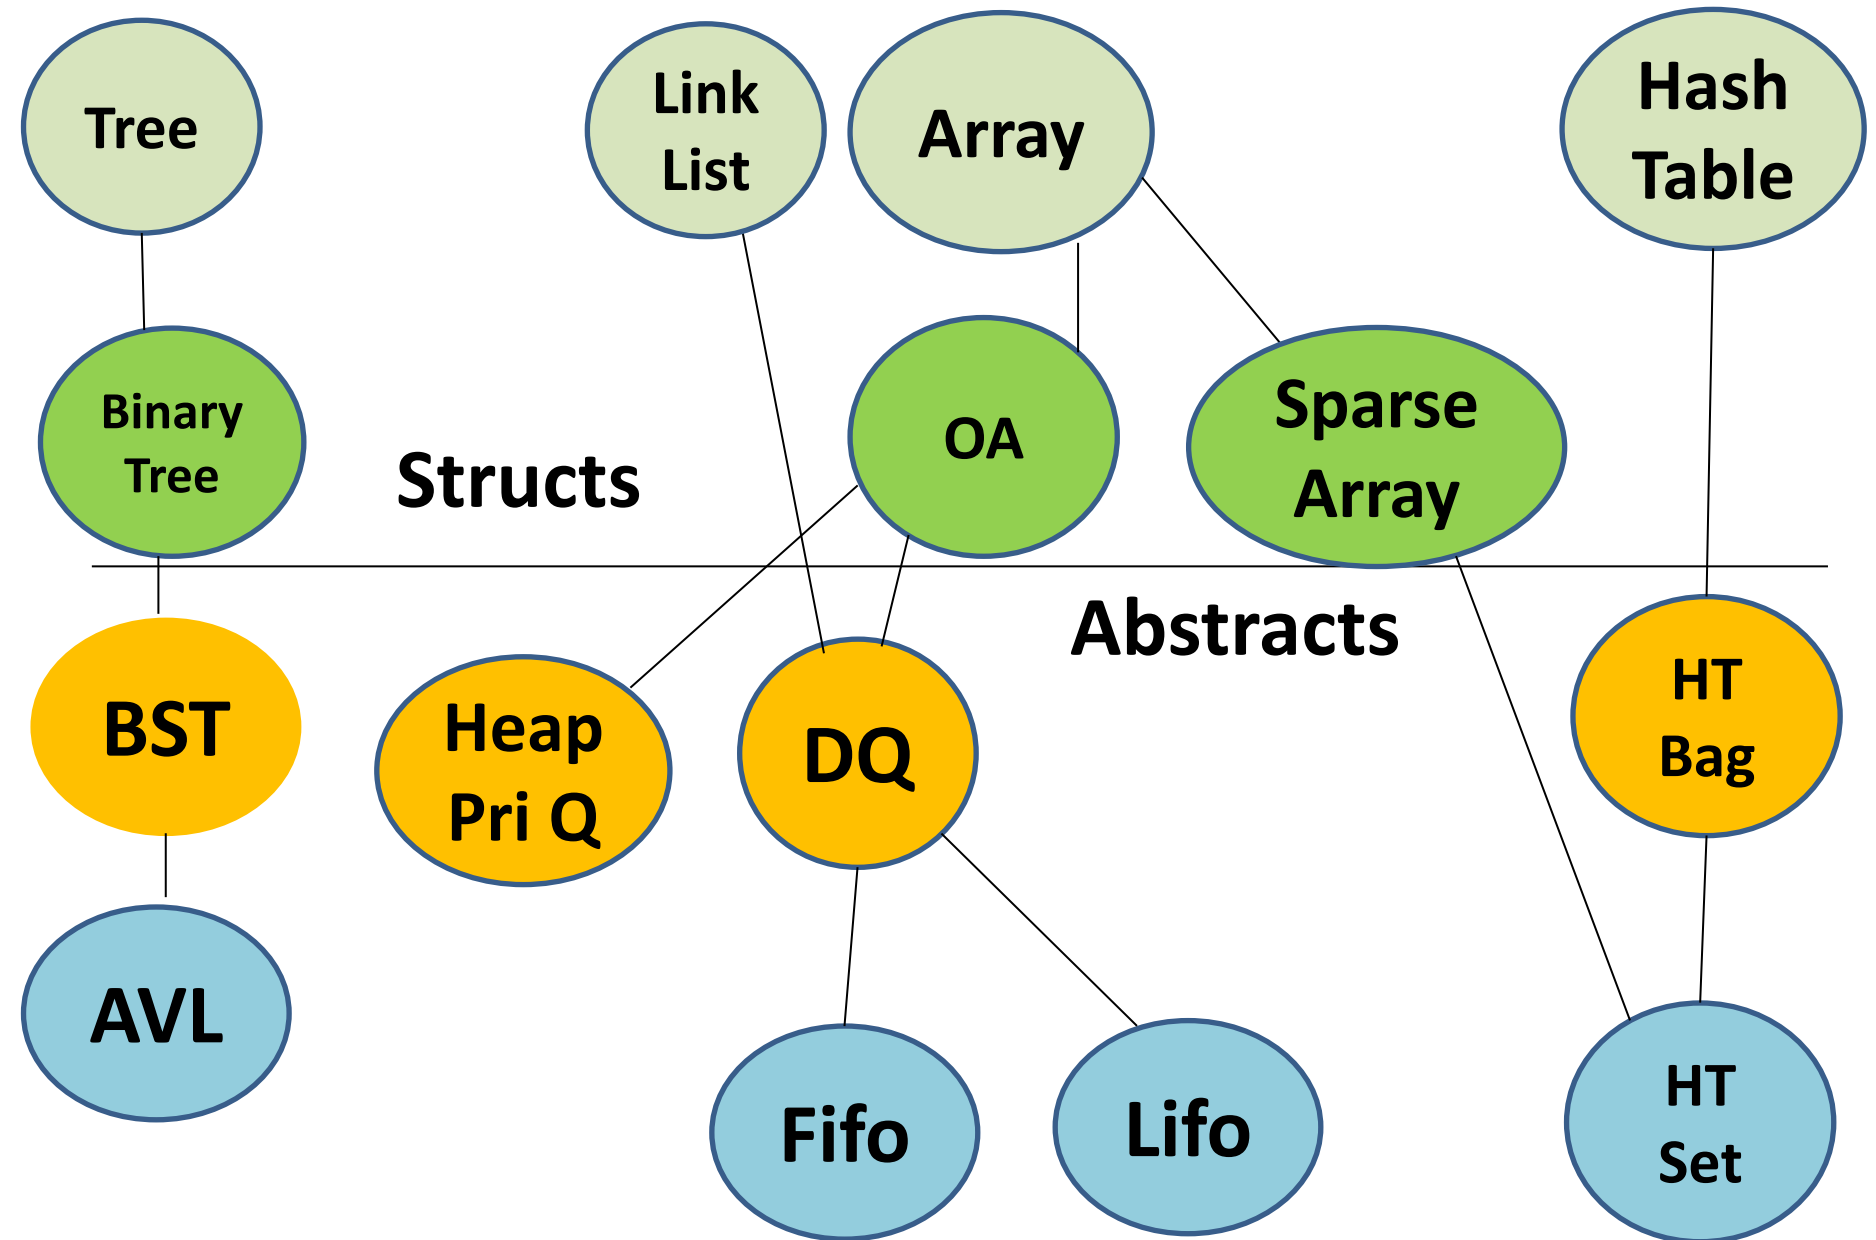 Tree
Link
List
Array
Hash
Table
Binary
Tree
OA
Sparse
Array
Structs
Abstracts
BST
Heap
Pri Q
DQ
HT
Bag
AVL
Fifo
Lifo
HT
Set